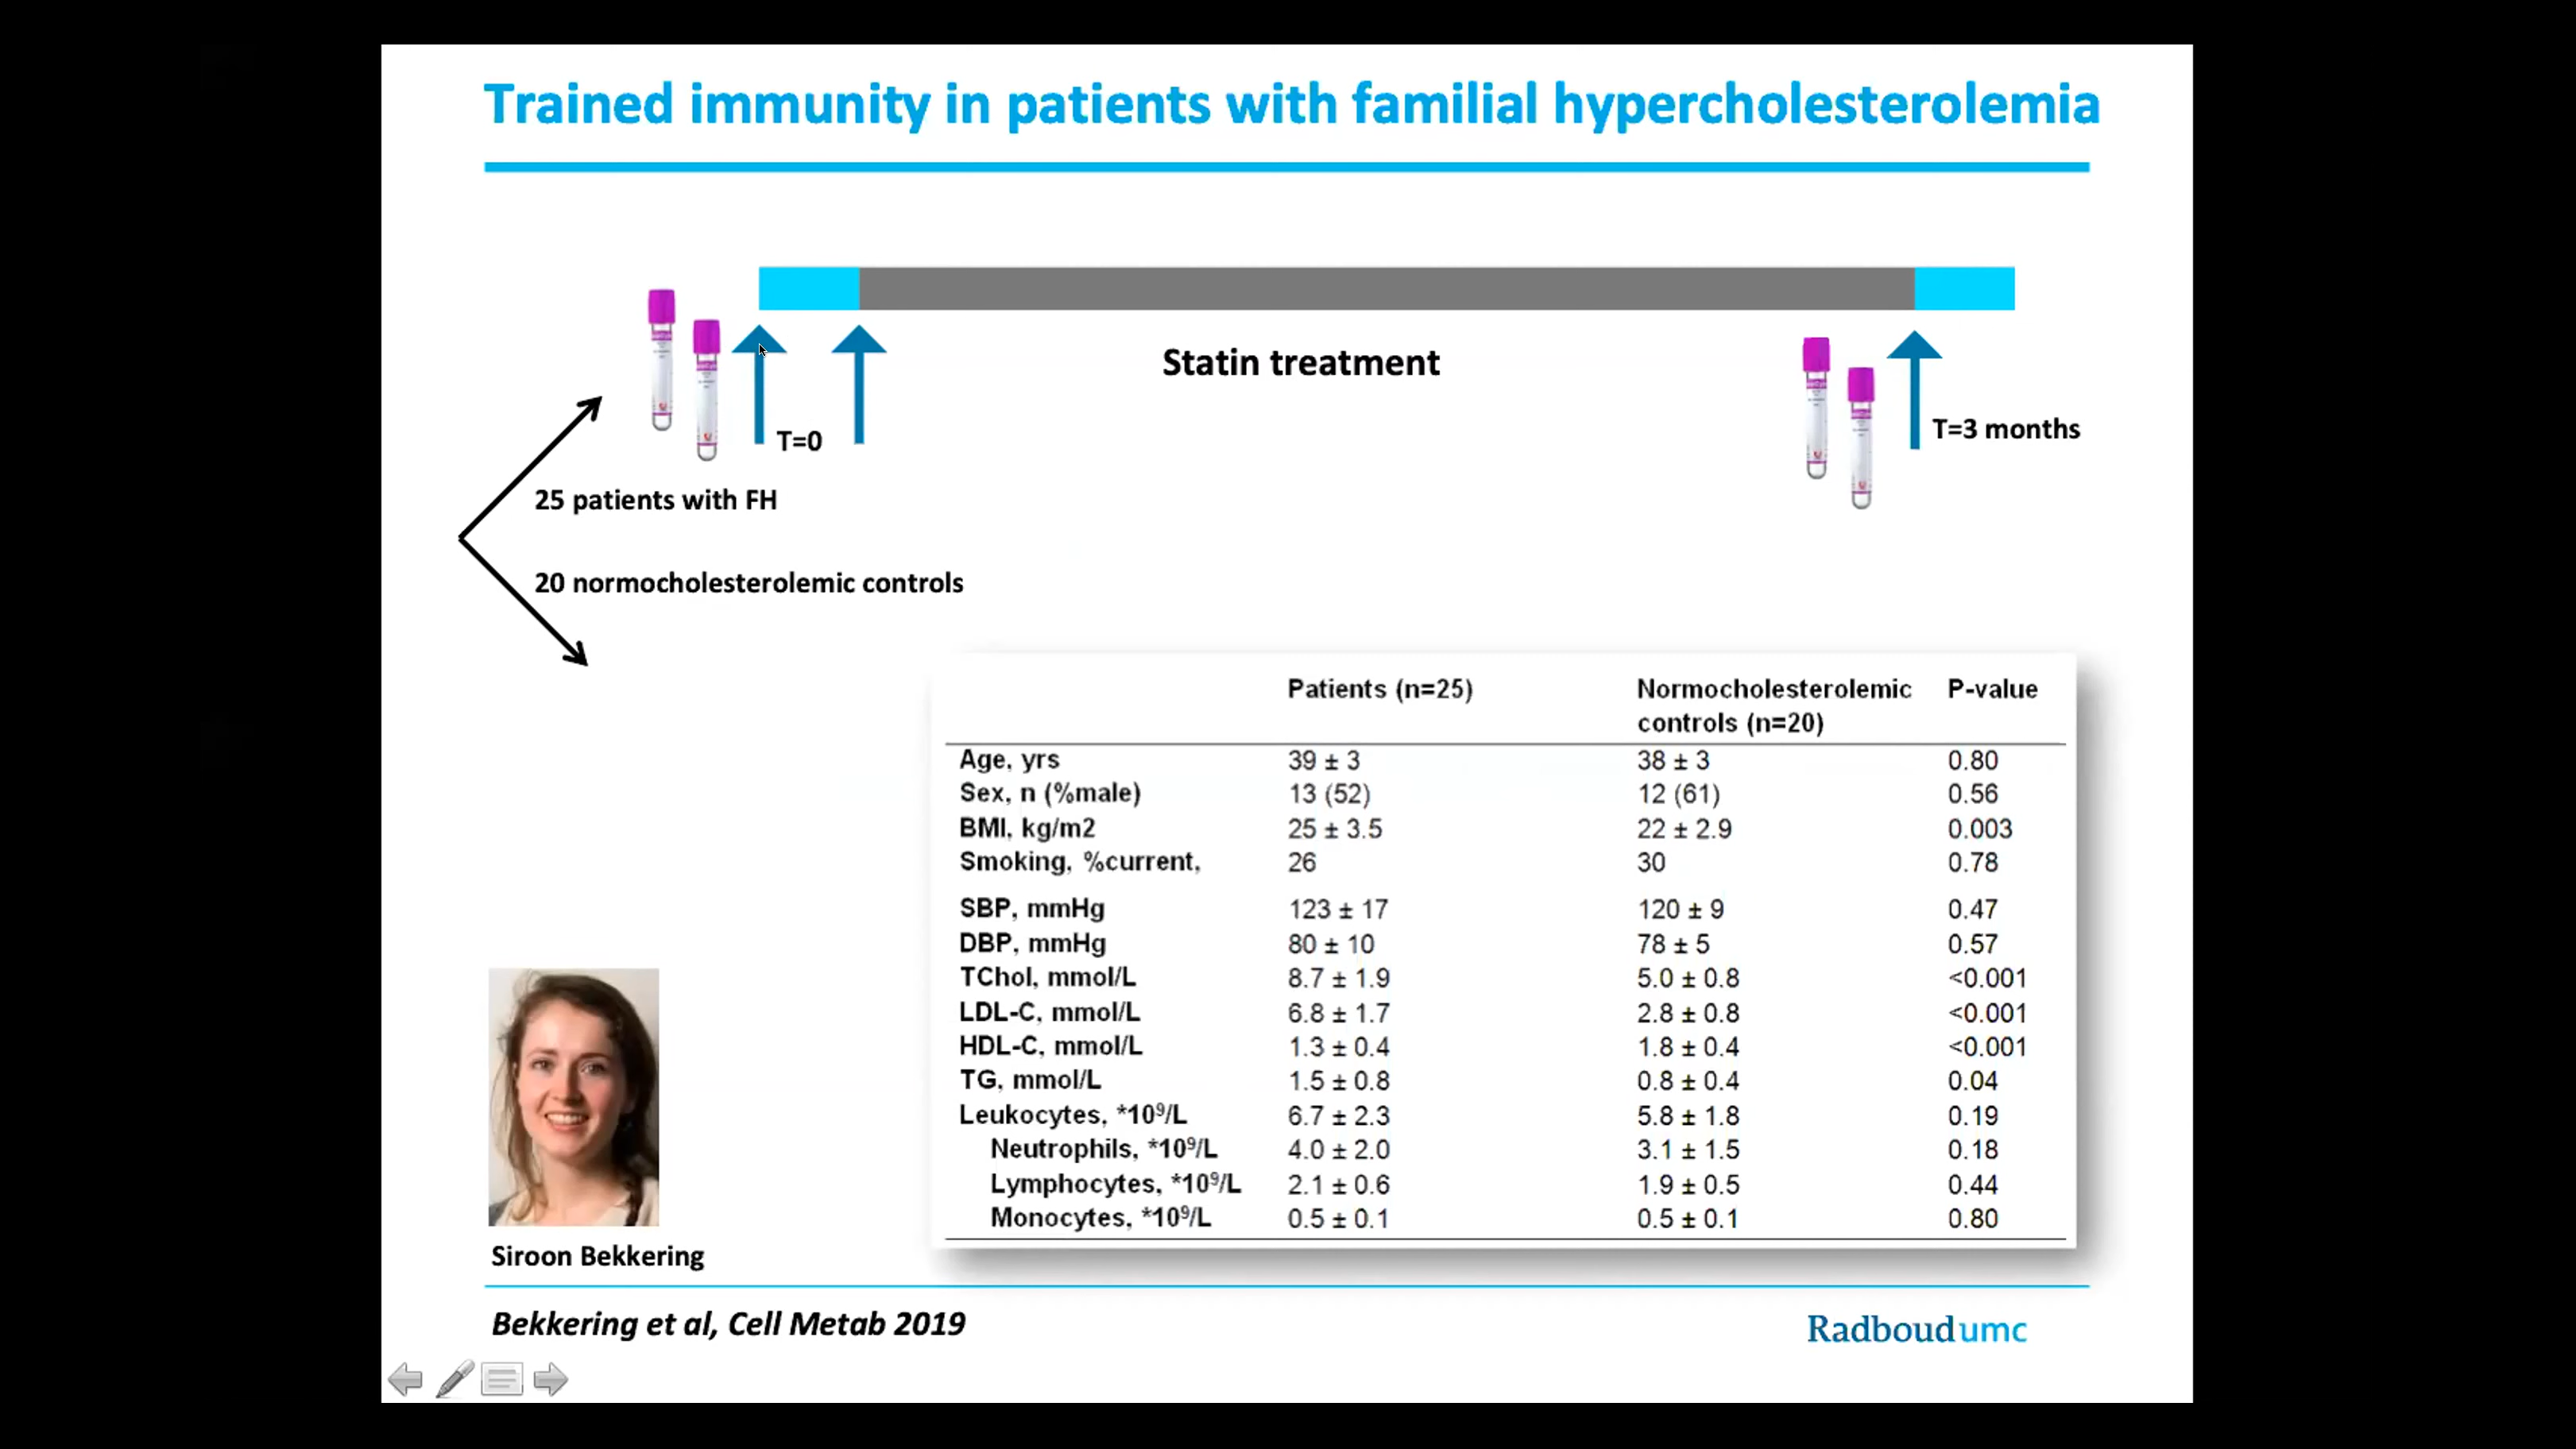 Trained immunity in patients with familial hypercholesterolemia
Statin treatment
T=0
T=3 months
25 patients with FH
20 normocholesterolemic controls
Patients (n=25) Normocholesterolemic controls (n=20) P-value
Age, yrs 39 ± 3 38 ± 3 0.80
Sex, n (%male) 13 (52) 12 (61) 0.56
BMI, kg/m2 25 ± 3.5 22 ± 2.9 0.003
Smoking, %current, 26 30 0.78
SBP, mmHg 123 ± 17 120 ± 9 0.47
DBP, mmHg 80 ± 10 78 ± 5 0.57
TChol, mmol/L 8.7 ± 1.9 5.0 ± 0.8 <0.001
LDL-C, mmol/L 6.8 ± 1.7 2.8 ± 0.8 <0.001
HDL-C, mmol/L 1.3 ± 0.4 1.8 ± 0.4 <0.001
TG, mmol/L 1.5 ± 0.8 0.8 ± 0.4 0.04
Leukocytes, *10⁹/L 6.7 ± 2.3 5.8 ± 1.8 0.19
Neutrophils, *10⁹/L 4.0 ± 2.0 3.1 ± 1.5 0.18
Lymphocytes, *10⁹/L 2.1 ± 0.6 1.9 ± 0.5 0.44
Monocytes, *10⁹/L 0.5 ± 0.1 0.5 ± 0.1 0.80
Siroon Bekkering
Bekkering et al, Cell Metab 2019
Radboudumc